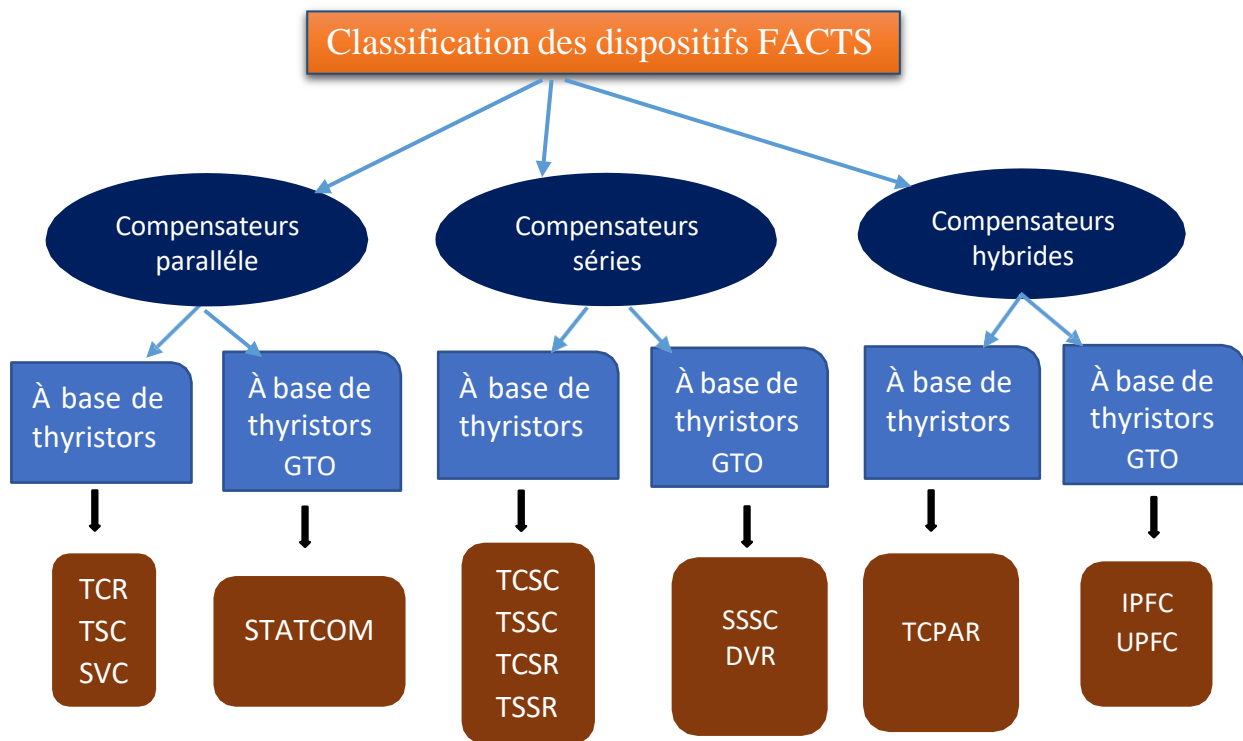 Classification des dispositifs FACTS
Compensateurs
paralléle
Compensateurs
séries
Compensateurs
hybrides
À base de
thyristors
À base de
thyristors
GTO
À base de
thyristors
À base de
thyristors
GTO
À base de
thyristors
À base de
thyristors
GTO
TCR
TSC
SVC
STATCOM
TCSC
TSSC
TCSR
TSSR
SSSC
DVR
TCPAR
IPFC
UPFC